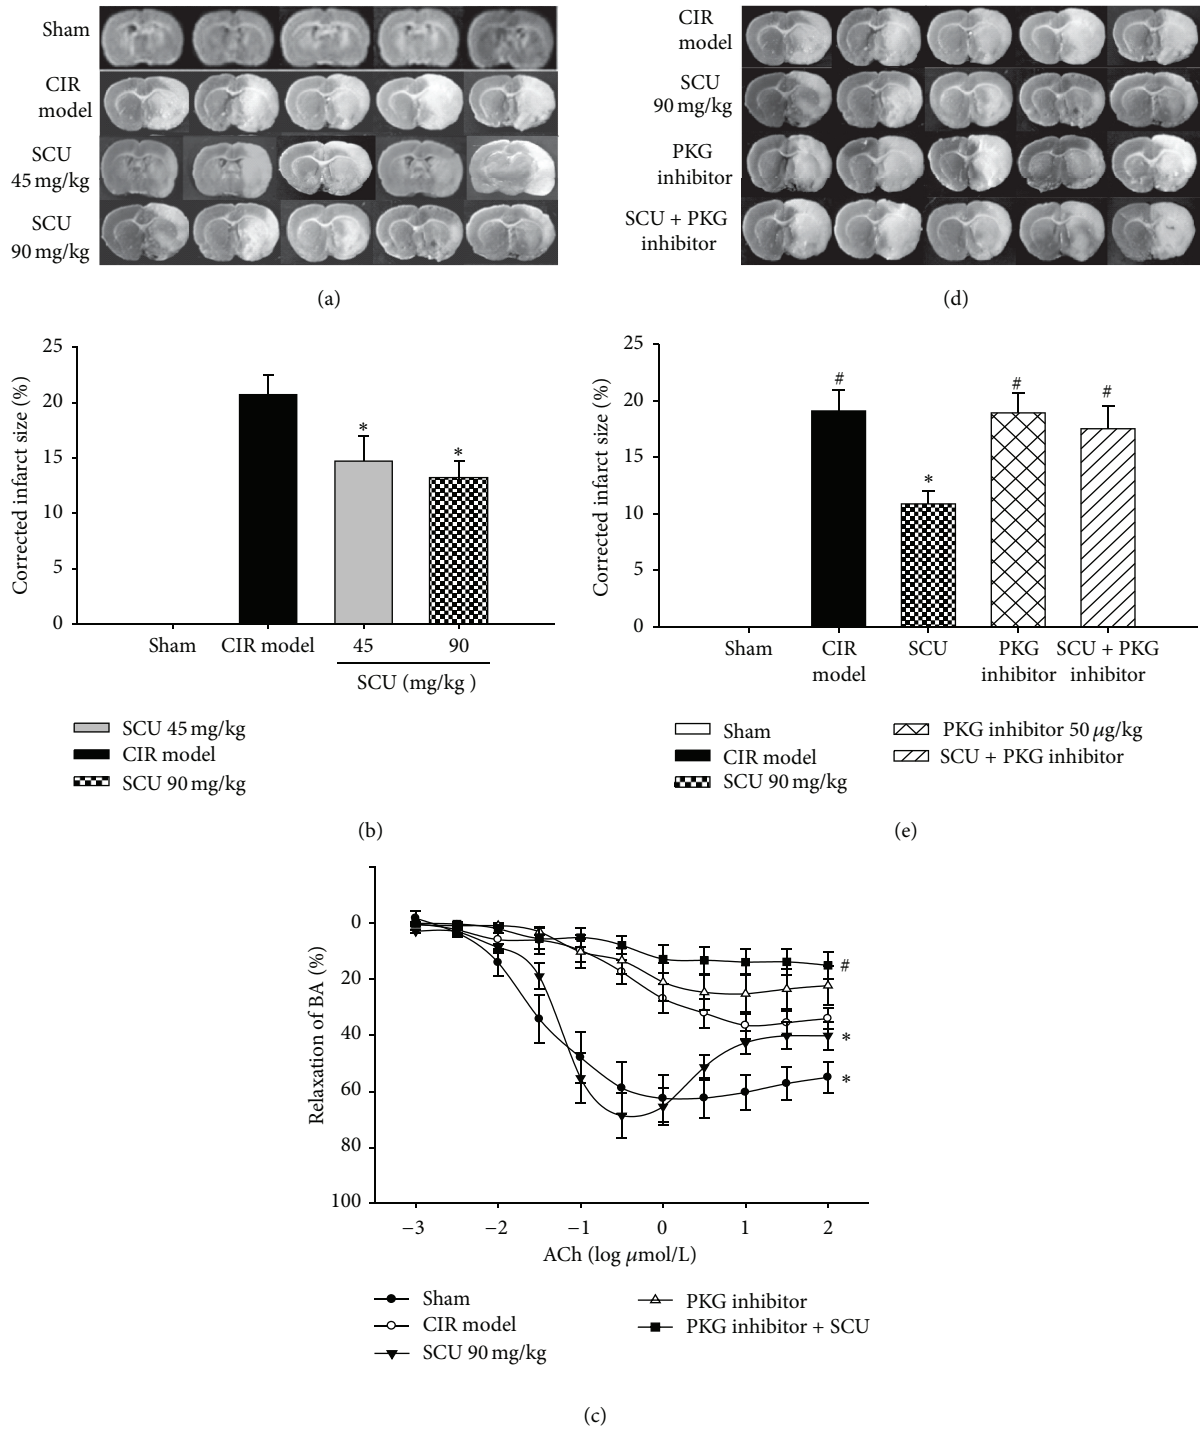 Sham
CIR
model
SCU
45 mg/kg
SCU
90 mg/kg
(a)
CIR
model
SCU
90 mg/kg
PKG
inhibitor
SCU + PKG
inhibitor
(d)
Corrected infarct size (%)
25
20
15
10
5
0
*
*
Sham CIR model 45 90
SCU (mg/kg )
SCU 45 mg/kg
CIR model
SCU 90 mg/kg
(b)
Corrected infarct size (%)
25
20
15
10
5
0
#
*
#
#
Sham CIR SCU PKG SCU + PKG
model inhibitor inhibitor
Sham
CIR model
SCU 90 mg/kg
PKG inhibitor 50 μg/kg
SCU + PKG inhibitor
(e)
Relaxation of BA (%)
0
20
40
60
80
100
#
*
*
−3 −2 −1 0 1 2
ACh (log μmol/L)
Sham
CIR model
SCU 90 mg/kg
PKG inhibitor
PKG inhibitor + SCU
(c)